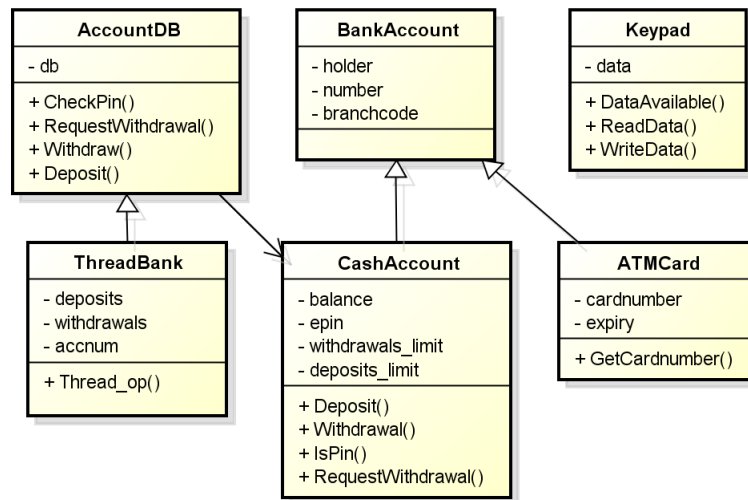 AccountDB
- db
+ CheckPin()
+ RequestWithdrawal()
+ Withdraw()
+ Deposit()
BankAccount
- holder
- number
- branchcode
Keypad
- data
+ DataAvailable()
+ ReadData()
+ WriteData()
ThreadBank
- deposits
- withdrawals
- accnum
+ Thread_op()
CashAccount
- balance
- epin
- withdrawals_limit
- deposits_limit
+ Deposit()
+ Withdrawal()
+ IsPin()
+ RequestWithdrawal()
ATMCard
- cardnumber
- expiry
+ GetCardnumber()